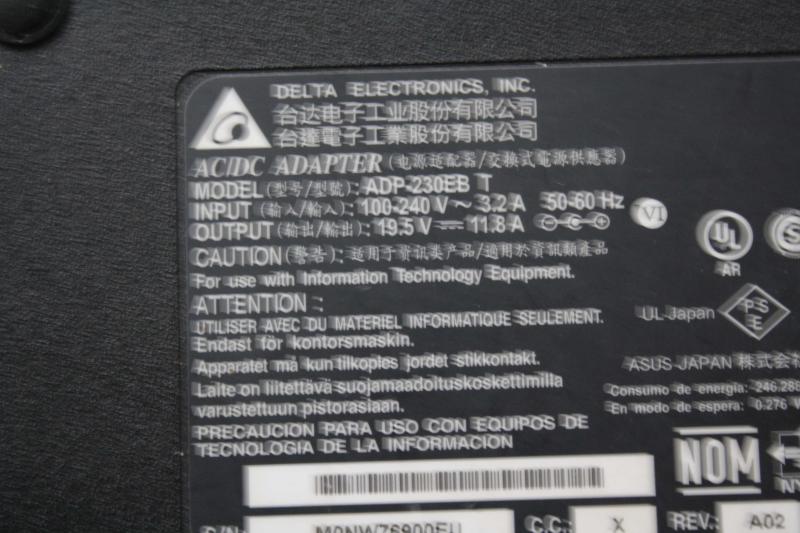 DELTA ELECTRONICS, INC.
台达电子工业股份有限公司
台達電子工業股份有限公司
AC/DC ADAPTER (电源适配器/交換式電源供應器)
MODEL (型号/型號): ADP-230EB T
INPUT (输入/輸入): 100-240 V ~ 3.2 A 50-60 Hz
VI
OUTPUT (输出/輸出): 19.5 V ⎓ 11.8 A
UL
AR
CAUTION (警告): 适用于资讯类产品/適用於資訊類產品
For use with Information Technology Equipment.
ATTENTION :
UTILISER AVEC DU MATERIEL INFORMATIQUE SEULEMENT.
UL-Japan
PSE
Endast för kontorsmaskin.
Apparatet må kun tilkoples jordet stikkontakt.
ASUS-JAPAN 株式会
Laite on liitettävä suojamaadoituskoskettimilla
varustettuun pistorasiaan.
Consumo de energía: 246.288
En modo de espera: 0.276 W
PRECAUCION PARA USO CON EQUIPOS DE
TECNOLOGIA DE LA INFORMACION
NOM
NY
C.C.: X REV.: A02